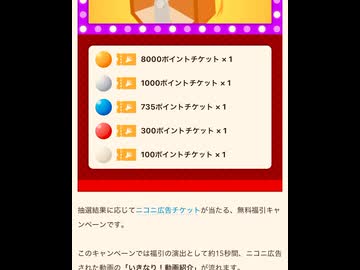 8000ポイントチケット × 1
1000ポイントチケット × 1
735ポイントチケット × 1
300ポイントチケット × 1
100ポイントチケット × 1
抽選結果に応じてニコニ広告チケットが当たる、無料福引キャ
ンペーンです。
このキャンペーンでは福引の演出として約15秒間、ニコニ広告
された動画の「いきなり！動画紹介」が流れます。